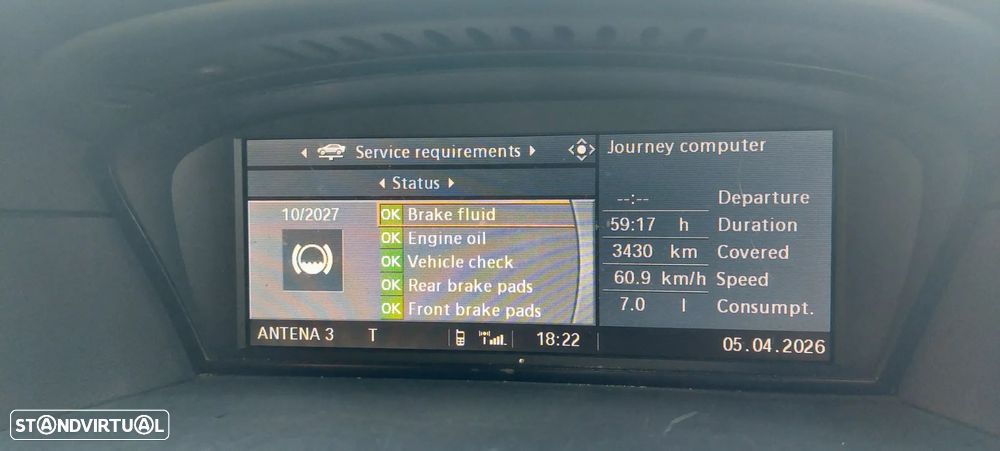 Service requirements
Status
10/2027
OK Brake fluid
OK Engine oil
OK Vehicle check
OK Rear brake pads
OK Front brake pads
Journey computer
--:-- Departure
59:17 h Duration
3430 km Covered
60.9 km/h Speed
7.0 l Consumpt.
ANTENA 3 T 18:22 05.04.2026
STANDVIRTUAL